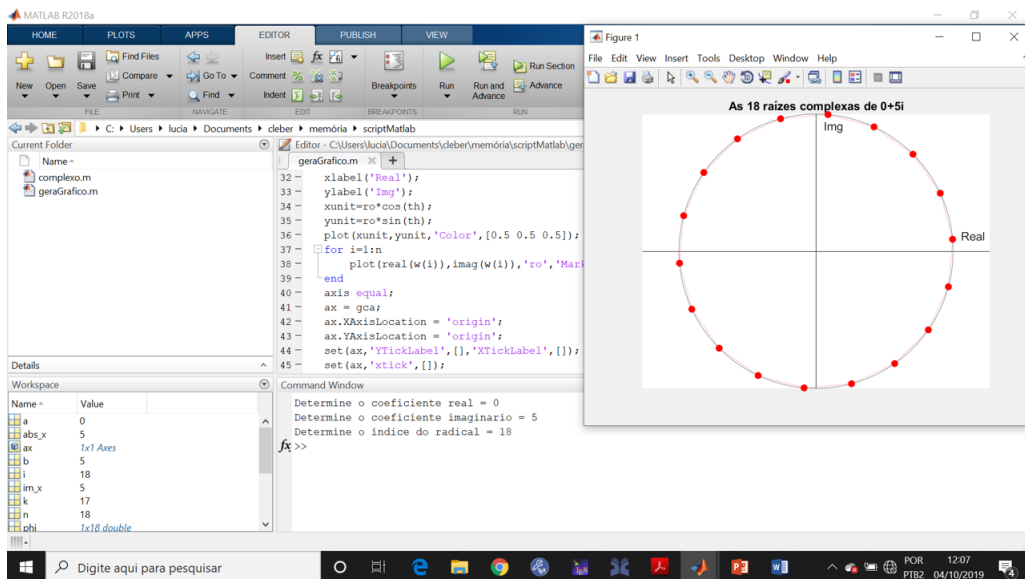 MATLAB R2018a
HOME PLOTS APPS EDITOR PUBLISH VIEW
New Open Save
Find Files
Compare
Print
FILE
Go To
Find
NAVIGATE
Insert fx
Comment
Indent
EDIT
Breakpoints
BREAKPOINTS
Run
Run and
Advance
Run Section
Advance
RUN
C: Users lucia Documents cleber memória scriptMatlab
Current Folder
Name
complexo.m
geraGrafico.m
Details
Workspace
Name Value
a 0
abs_x 5
ax 1x1 Axes
b 5
i 18
im_x 5
k 17
n 18
phi 1x18 double
Editor - C:\Users\lucia\Documents\cleber\memória\scriptMatlab\ger
geraGrafico.m
32 xlabel('Real');
33 ylabel('Img');
34 xunit=ro*cos(th);
35 yunit=ro*sin(th);
36 plot(xunit,yunit,'Color',[0.5 0.5 0.5]);
37 for i=1:n
38 plot(real(w(i)),imag(w(i)),'ro','Mark
39 end
40 axis equal;
41 ax = gca;
42 ax.XAxisLocation = 'origin';
43 ax.YAxisLocation = 'origin';
44 set(ax,'YTickLabel',[],'XTickLabel',[]);
45 set(ax,'xtick',[]);
Command Window
Determine o coeficiente real = 0
Determine o coeficiente imaginario = 5
Determine o índice do radical = 18
fx >>
Figure 1
File Edit View Insert Tools Desktop Window Help
As 18 raízes complexas de 0+5i
Img
Real
Digite aqui para pesquisar
POR
PTB2
12:07
04/10/2019
4